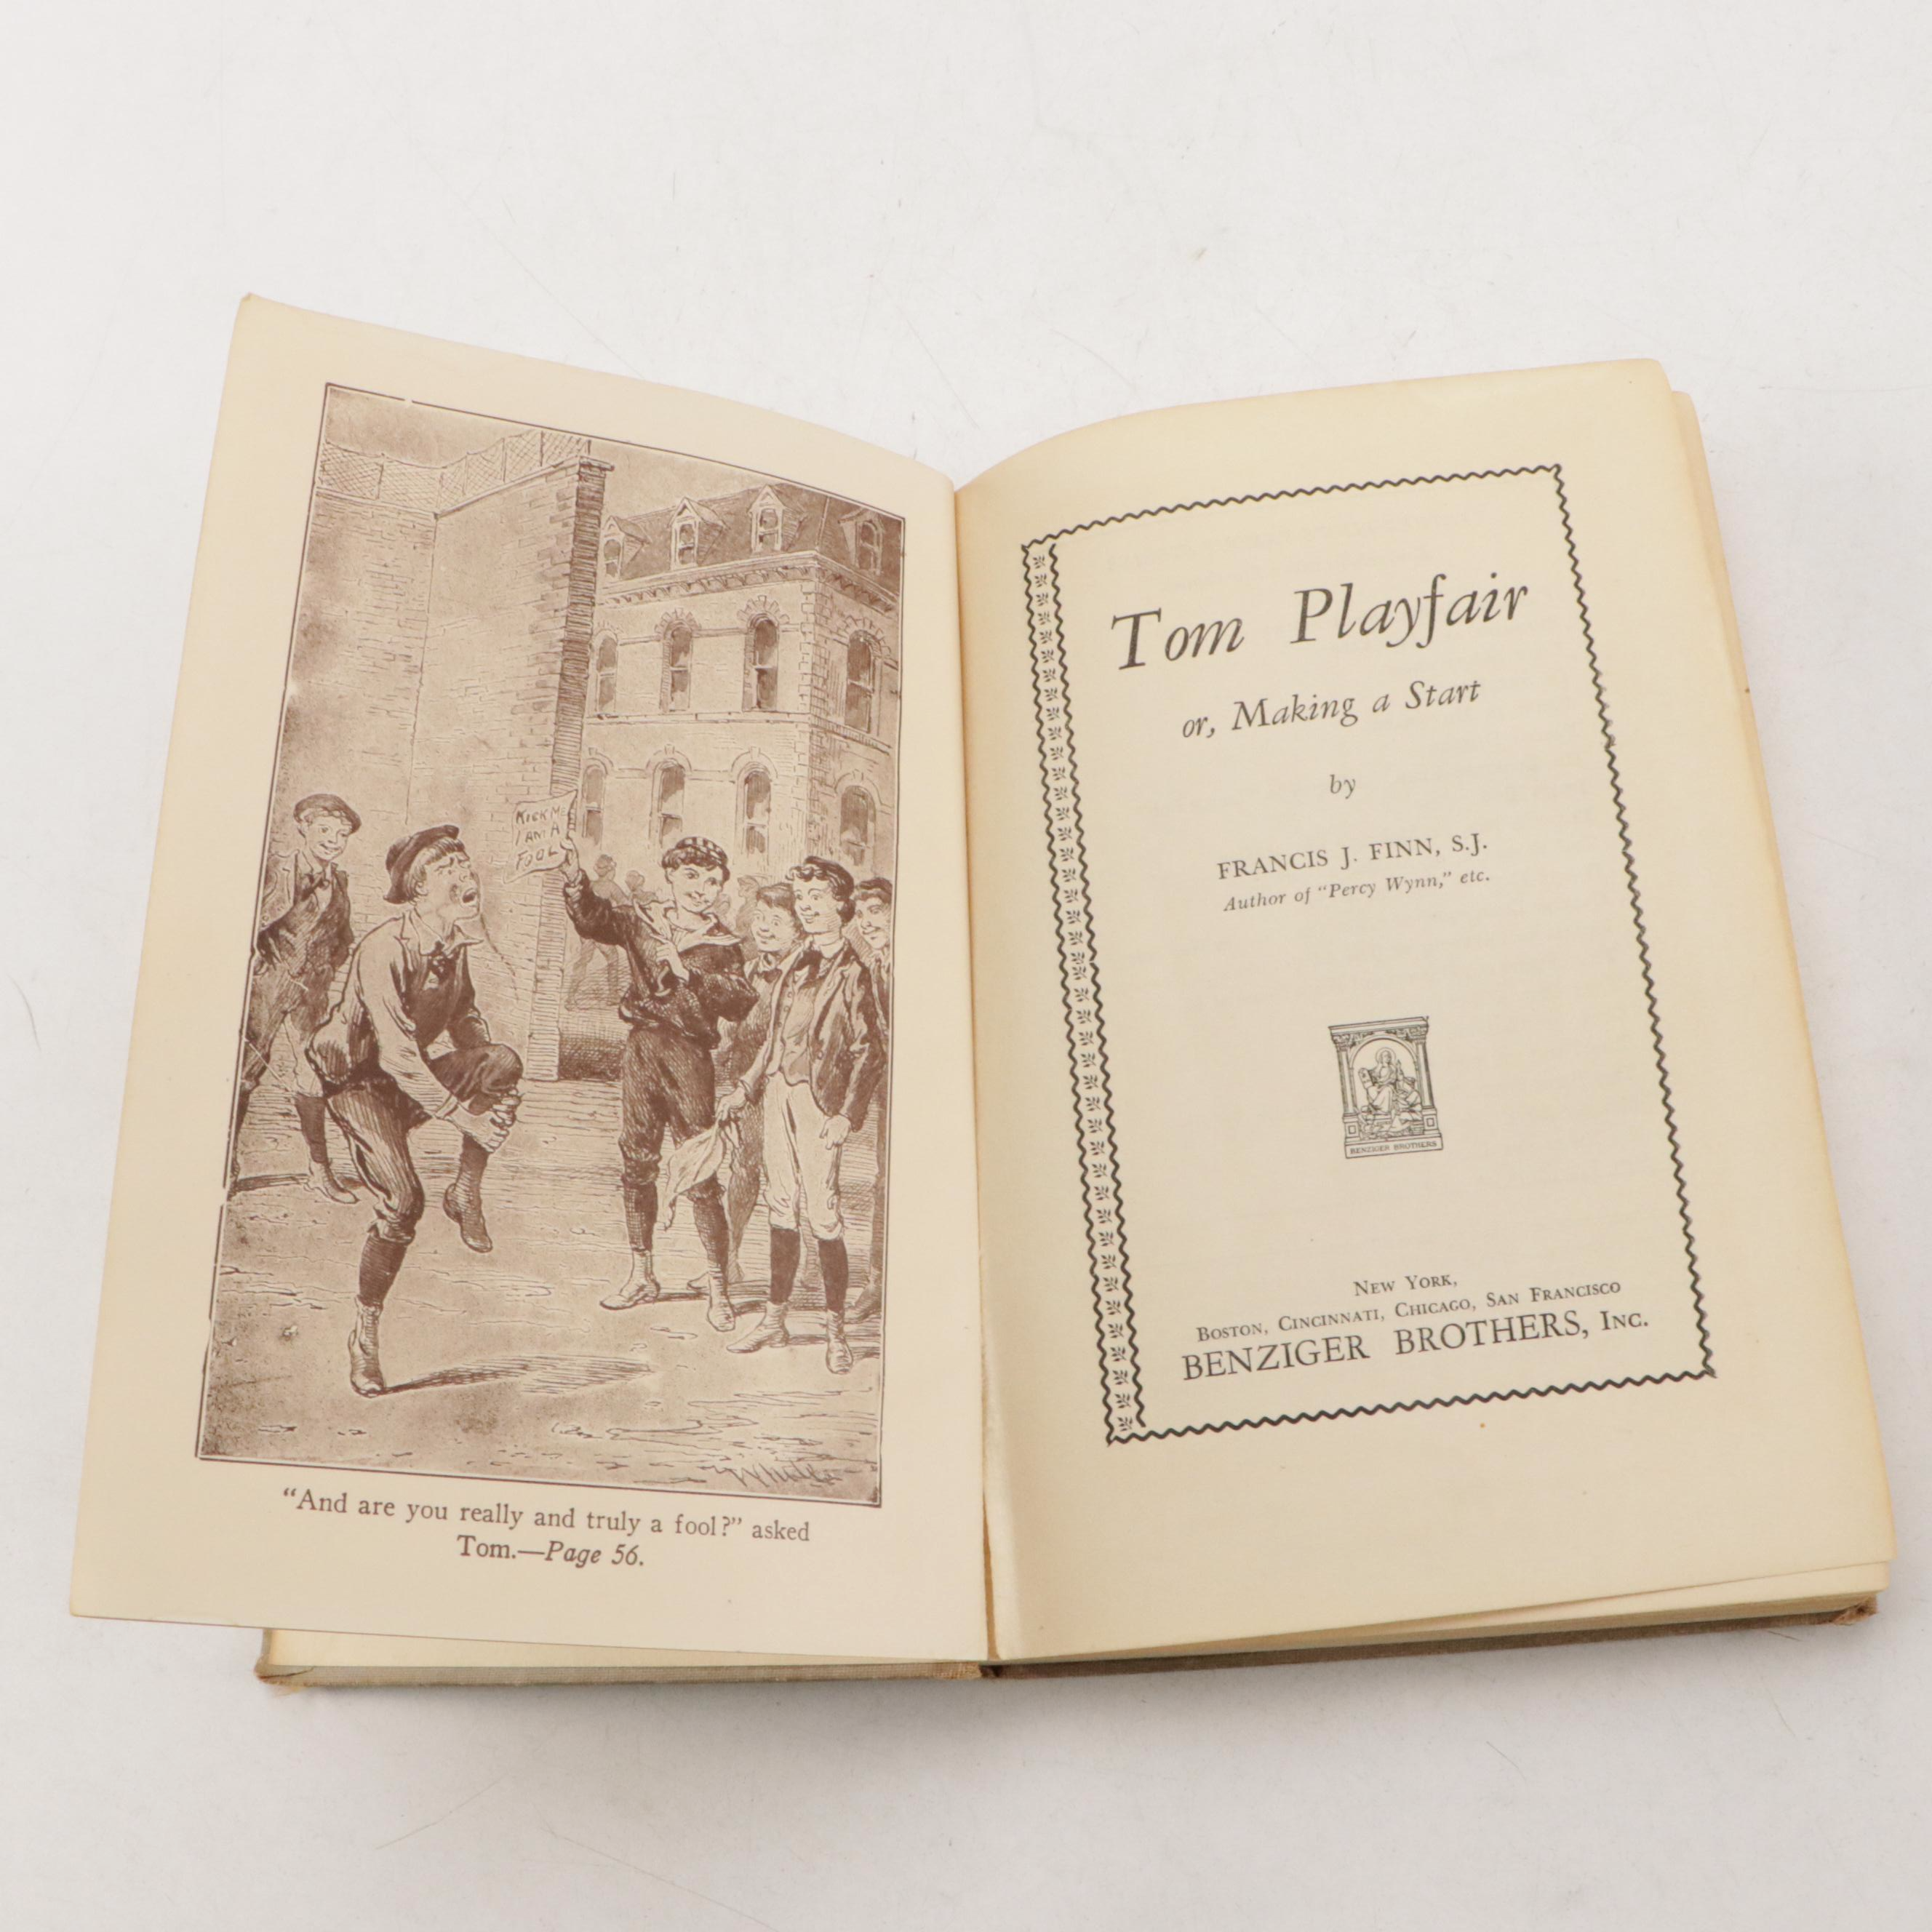 KICK ME
I AM A
FOOL
"And are you really and truly a fool?" asked
Tom.—Page 56.
Tom Playfair
or, Making a Start
by
FRANCIS J. FINN, S.J.
Author of "Percy Wynn," etc.
BENZIGER BROTHERS
NEW YORK,
BOSTON, CINCINNATI, CHICAGO, SAN FRANCISCO
BENZIGER BROTHERS, INC.